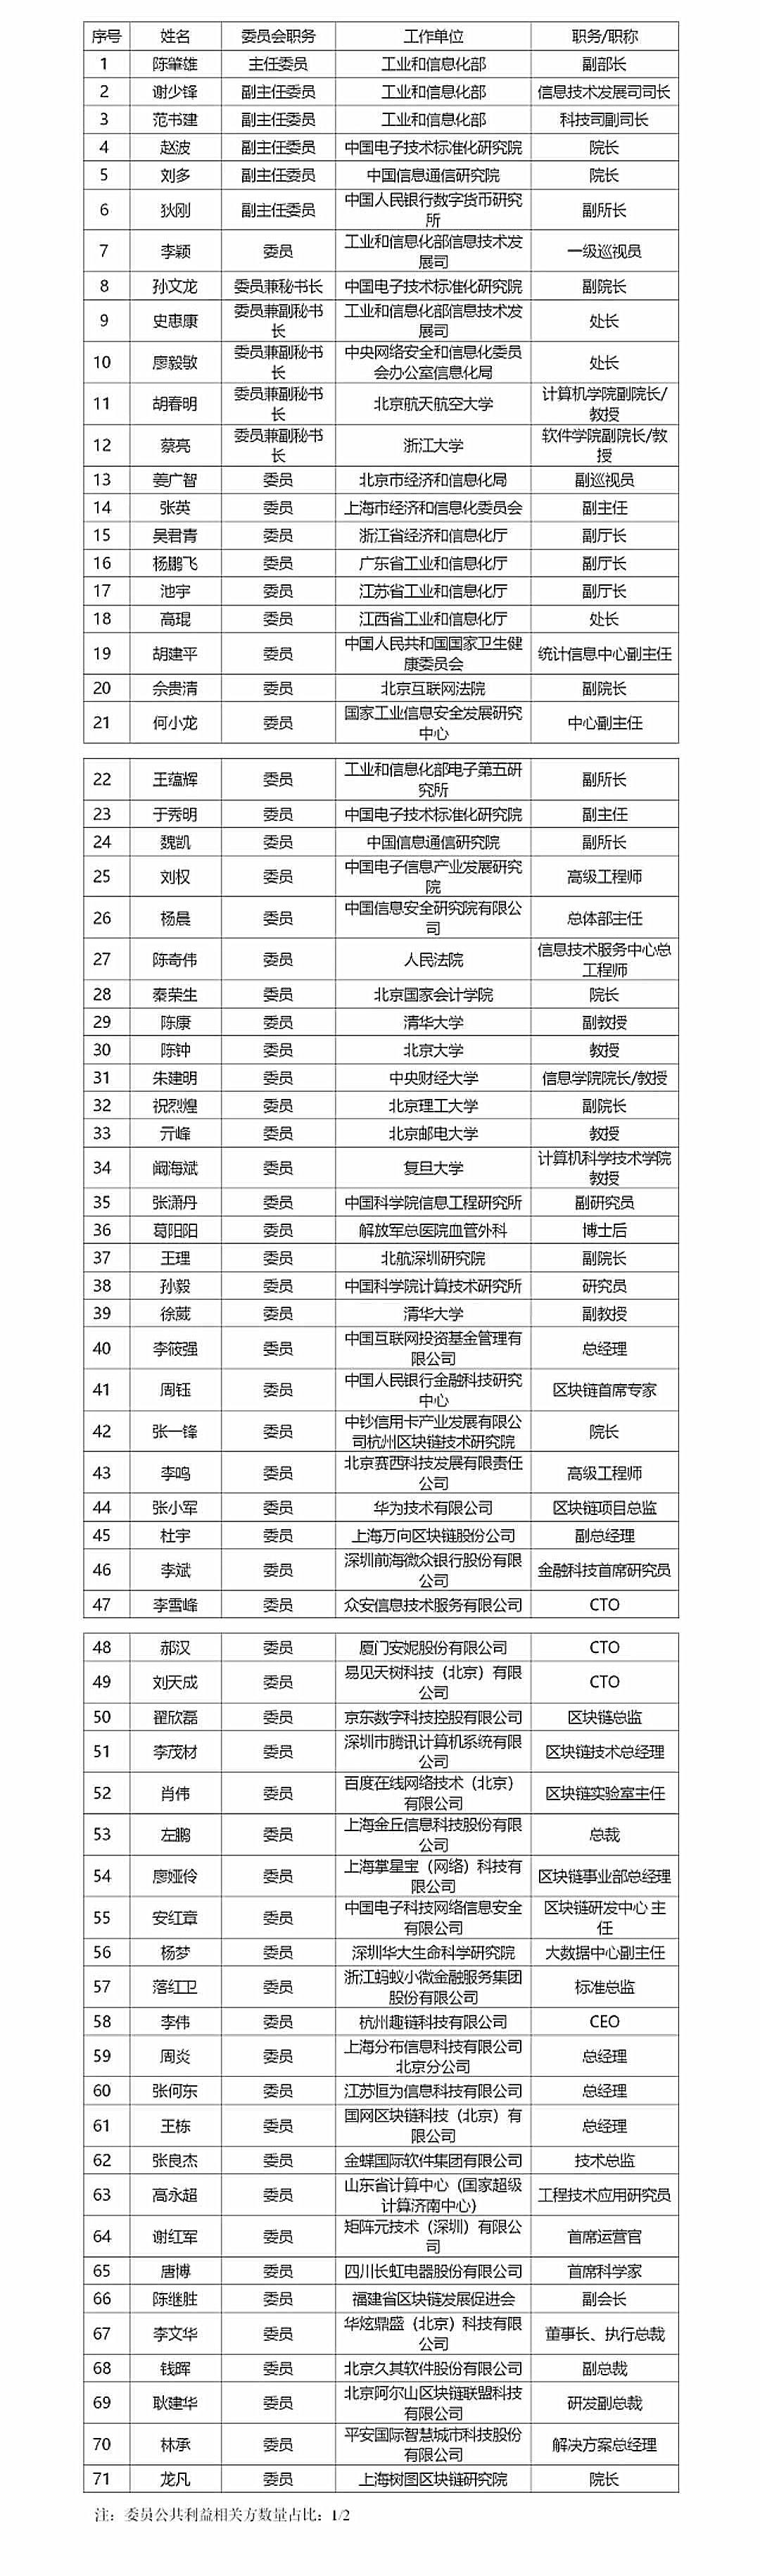 序号 姓名 委员会职务 工作单位 职务/职称
1 陈肇雄 主任委员 工业和信息化部 副部长
2 谢少锋 副主任委员 工业和信息化部 信息技术发展司司长
3 范书建 副主任委员 工业和信息化部 科技司副司长
4 赵波 副主任委员 中国电子技术标准化研究院 院长
5 刘多 副主任委员 中国信息通信研究院 院长
6 狄刚 副主任委员 中国人民银行数字货币研究
所 副所长
7 李颖 委员 工业和信息化部信息技术发
展司 一级巡视员
8 孙文龙 委员兼秘书长 中国电子技术标准化研究院 副院长
9 史惠康 委员兼副秘书
长 工业和信息化部信息技术发
展司 处长
10 廖毅敏 委员兼副秘书
长 中央网络安全和信息化委员
会办公室信息化局 处长
11 胡春明 委员兼副秘书
长 北京航天航空大学 计算机学院副院长/
教授
12 蔡亮 委员兼副秘书
长 浙江大学 软件学院副院长/教
授
13 姜广智 委员 北京市经济和信息化局 副巡视员
14 张英 委员 上海市经济和信息化委员会 副主任
15 吴君青 委员 浙江省经济和信息化厅 副厅长
16 杨鹏飞 委员 广东省工业和信息化厅 副厅长
17 池宇 委员 江苏省工业和信息化厅 副厅长
18 高琨 委员 江西省工业和信息化厅 处长
19 胡建平 委员 中国人民共和国国家卫生健
康委员会 统计信息中心副主任
20 佘贵清 委员 北京互联网法院 副院长
21 何小龙 委员 国家工业信息安全发展研究
中心 中心副主任
22 王蕴辉 委员 工业和信息化部电子第五研
究所 副所长
23 于秀明 委员 中国电子技术标准化研究院 副主任
24 魏凯 委员 中国信息通信研究院 副所长
25 刘权 委员 中国电子信息产业发展研究
院 高级工程师
26 杨晨 委员 中国信息安全研究院有限公
司 总体部主任
27 陈奇伟 委员 人民法院 信息技术服务中心总
工程师
28 秦荣生 委员 北京国家会计学院 院长
29 陈康 委员 清华大学 副教授
30 陈钟 委员 北京大学 教授
31 朱建明 委员 中央财经大学 信息学院院长/教授
32 祝烈煌 委员 北京理工大学 副院长
33 亓峰 委员 北京邮电大学 教授
34 阚海斌 委员 复旦大学 计算机科学技术学院
教授
35 张潇丹 委员 中国科学院信息工程研究所 副研究员
36 葛阳阳 委员 解放军总医院血管外科 博士后
37 王理 委员 北航深圳研究院 副院长
38 孙毅 委员 中国科学院计算技术研究所 研究员
39 徐葳 委员 清华大学 副教授
40 李筱强 委员 中国互联网投资基金管理有
限公司 总经理
41 周钰 委员 中国人民银行金融科技研究
中心 区块链首席专家
42 张一锋 委员 中钞信用卡产业发展有限公
司杭州区块链技术研究院 院长
43 李鸣 委员 北京赛西科技发展有限责任
公司 高级工程师
44 张小军 委员 华为技术有限公司 区块链项目总监
45 杜宇 委员 上海万向区块链股份公司 副总经理
46 李斌 委员 深圳前海微众银行股份有限
公司 金融科技首席研究员
47 李雪峰 委员 众安信息技术服务有限公司 CTO
48 郝汉 委员 厦门安妮股份有限公司 CTO
49 刘天成 委员 易见天树科技（北京）有限
公司 CTO
50 翟欣磊 委员 京东数字科技控股有限公司 区块链总监
51 李茂材 委员 深圳市腾讯计算机系统有限
公司 区块链技术总经理
52 肖伟 委员 百度在线网络技术（北京）
有限公司 区块链实验室主任
53 左鹏 委员 上海金丘信息科技股份有限
公司 总裁
54 廖娅伶 委员 上海掌星宝（网络）科技有
限公司 区块链事业部总经理
55 安红章 委员 中国电子科技网络信息安全
有限公司 区块链研发中心 主
任
56 杨梦 委员 深圳华大生命科学研究院 大数据中心副主任
57 落红卫 委员 浙江蚂蚁小微金融服务集团
股份有限公司 标准总监
58 李伟 委员 杭州趣链科技有限公司 CEO
59 周炎 委员 上海分布信息科技有限公司
北京分公司 总经理
60 张何东 委员 江苏恒为信息科技有限公司 总经理
61 王栋 委员 国网区块链科技（北京）有
限公司 总经理
62 张良杰 委员 金蝶国际软件集团有限公司 技术总监
63 高永超 委员 山东省计算中心（国家超级
计算济南中心） 工程技术应用研究员
64 谢红军 委员 矩阵元技术（深圳）有限公
司 首席运营官
65 唐博 委员 四川长虹电器股份有限公司 首席科学家
66 陈继胜 委员 福建省区块链发展促进会 副会长
67 李文华 委员 华炫鼎盛（北京）科技有限
公司 董事长、执行总裁
68 钱晖 委员 北京久其软件股份有限公司 副总裁
69 耿建华 委员 北京阿尔山区块链联盟科技
有限公司 研发副总裁
70 林承 委员 平安国际智慧城市科技股份
有限公司 解决方案总经理
71 龙凡 委员 上海树图区块链研究院 院长
注：委员公共利益相关方数量占比：1/2